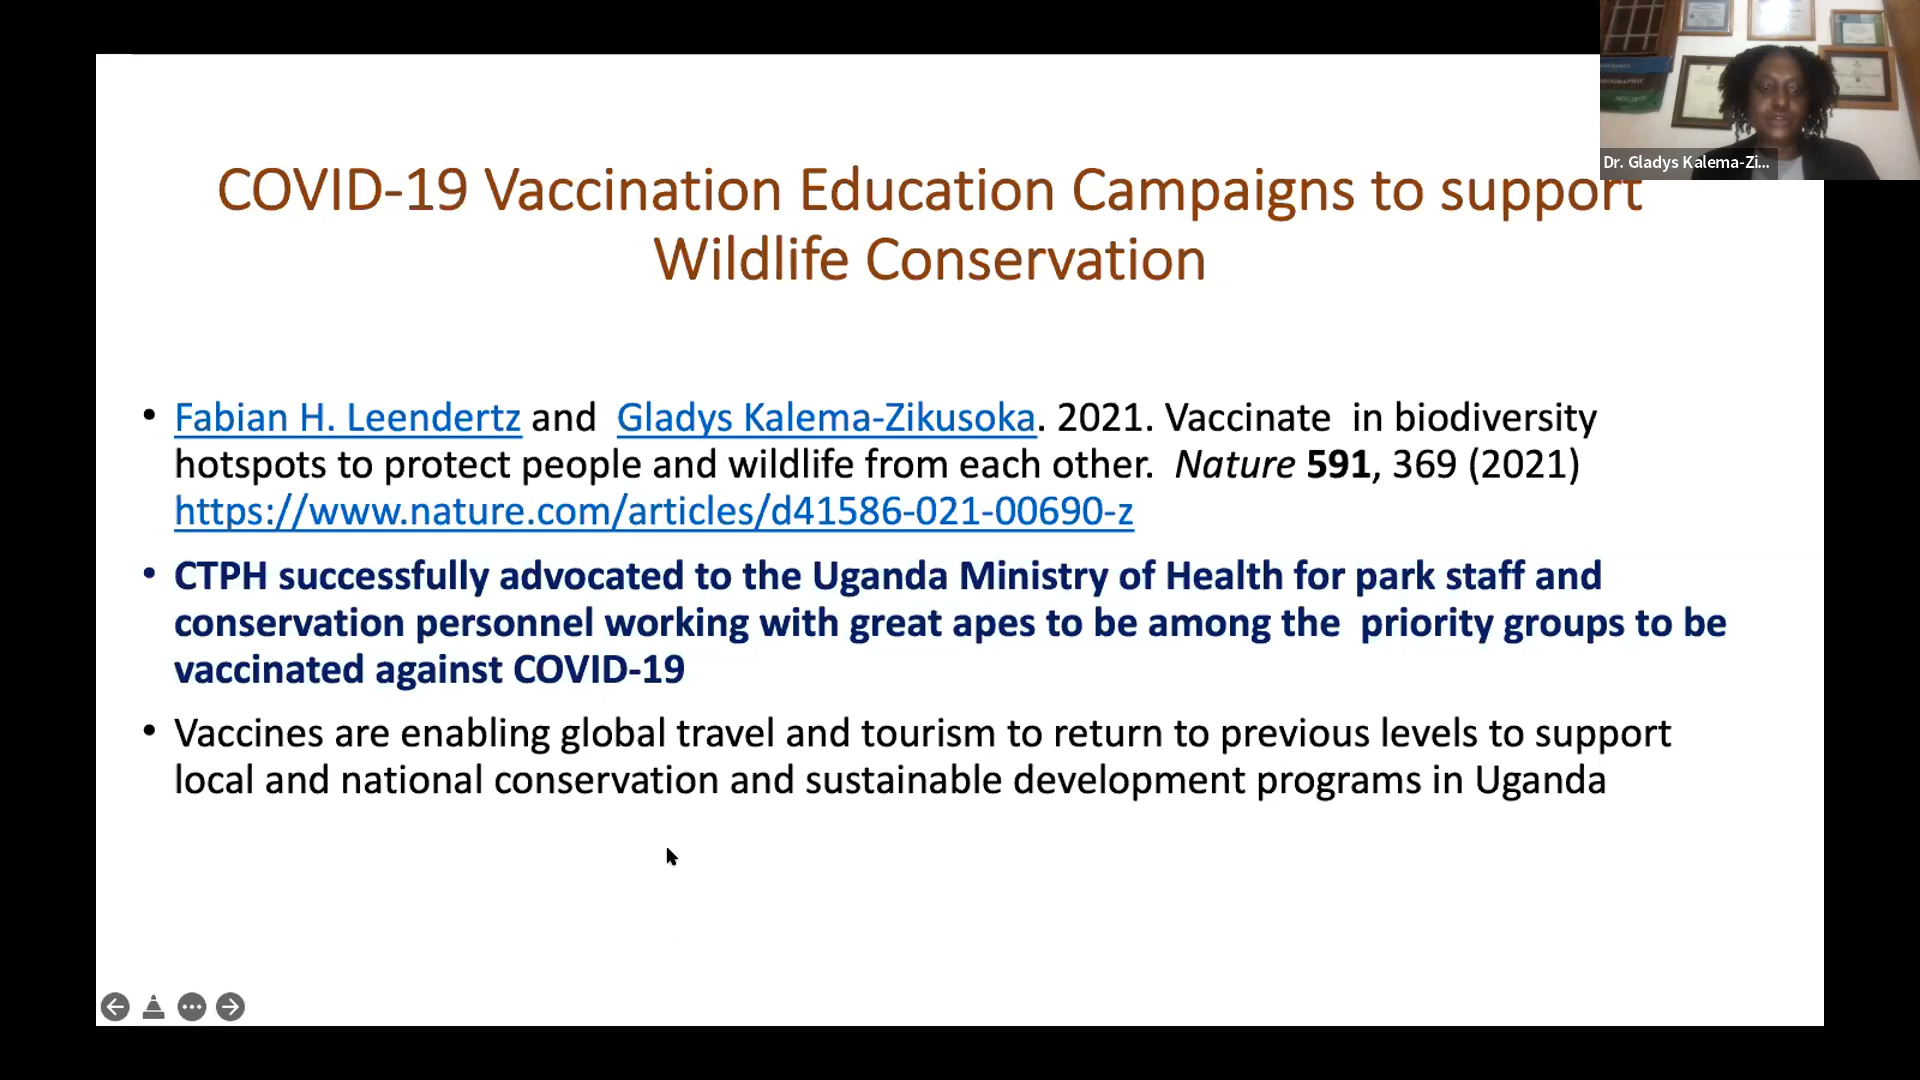 GEOGRAPHIC
SOCIETY
Dr. Gladys Kalema-Zi...
COVID-19 Vaccination Education Campaigns to support
Wildlife Conservation
• Fabian H. Leendertz and Gladys Kalema-Zikusoka. 2021. Vaccinate in biodiversity
hotspots to protect people and wildlife from each other. Nature 591, 369 (2021)
https://www.nature.com/articles/d41586-021-00690-z
• CTPH successfully advocated to the Uganda Ministry of Health for park staff and
conservation personnel working with great apes to be among the priority groups to be
vaccinated against COVID-19
• Vaccines are enabling global travel and tourism to return to previous levels to support
local and national conservation and sustainable development programs in Uganda